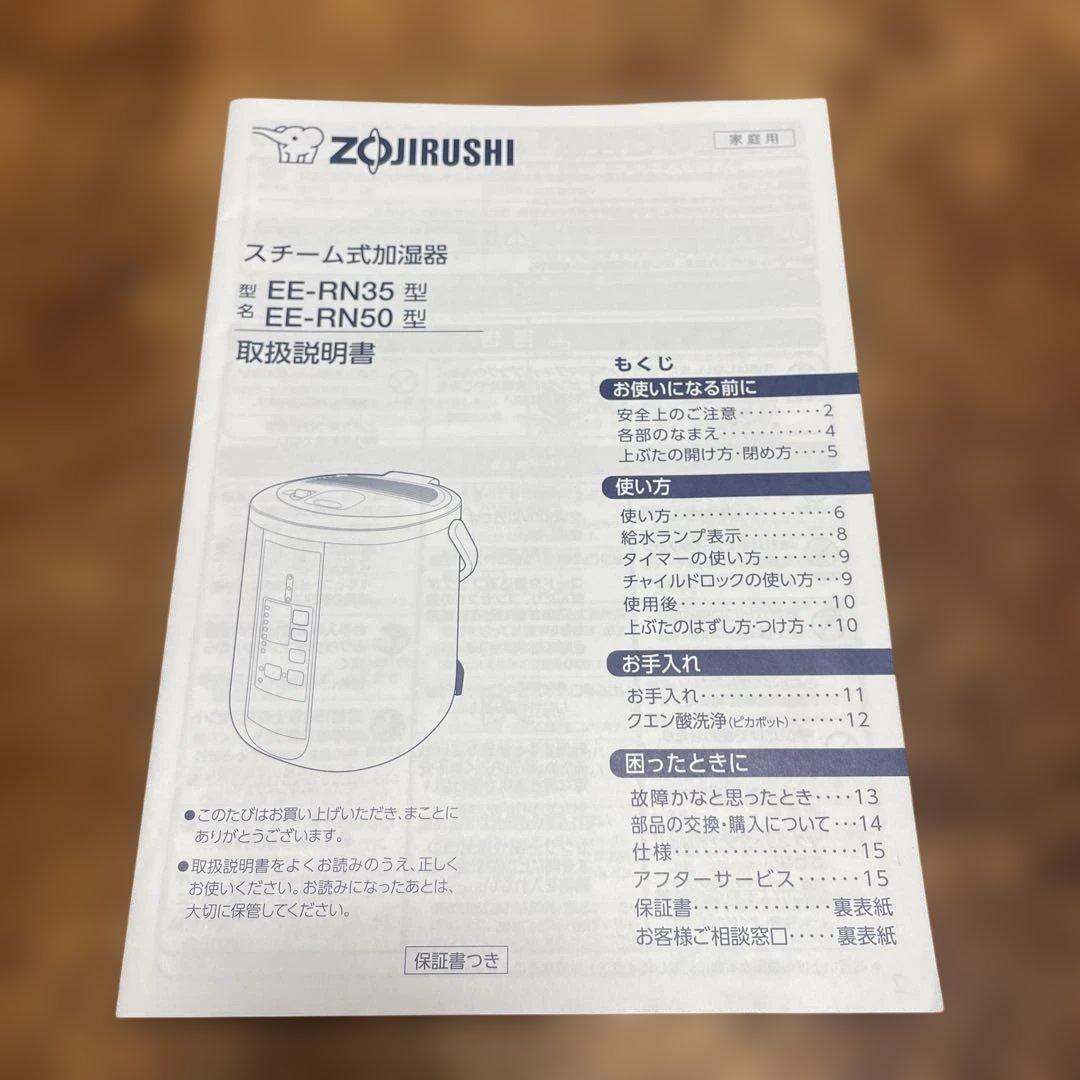 ZOJIRUSHI
家庭用
スチーム式加湿器
型名 EE-RN35 型
EE-RN50 型
取扱説明書
もくじ
お使いになる前に
安全上のご注意·········2
各部のなまえ···········4
上ぶたの開け方·閉め方····5
使い方
使い方·················6
給水ランプ表示·········8
タイマーの使い方·······9
チャイルドロックの使い方···9
使用後···············10
上ぶたのはずし方·つけ方···10
お手入れ
お手入れ··············11
クエン酸洗浄(ピカポット)······12
困ったときに
故障かなと思ったとき····13
部品の交換·購入について···14
仕様·················15
アフターサービス······15
保証書··············裏表紙
お客様ご相談窓口·····裏表紙
●このたびはお買い上げいただき、まことに
ありがとうございます。
●取扱説明書をよくお読みのうえ、正しく
お使いください。お読みになったあとは、
大切に保管してください。
保証書つき